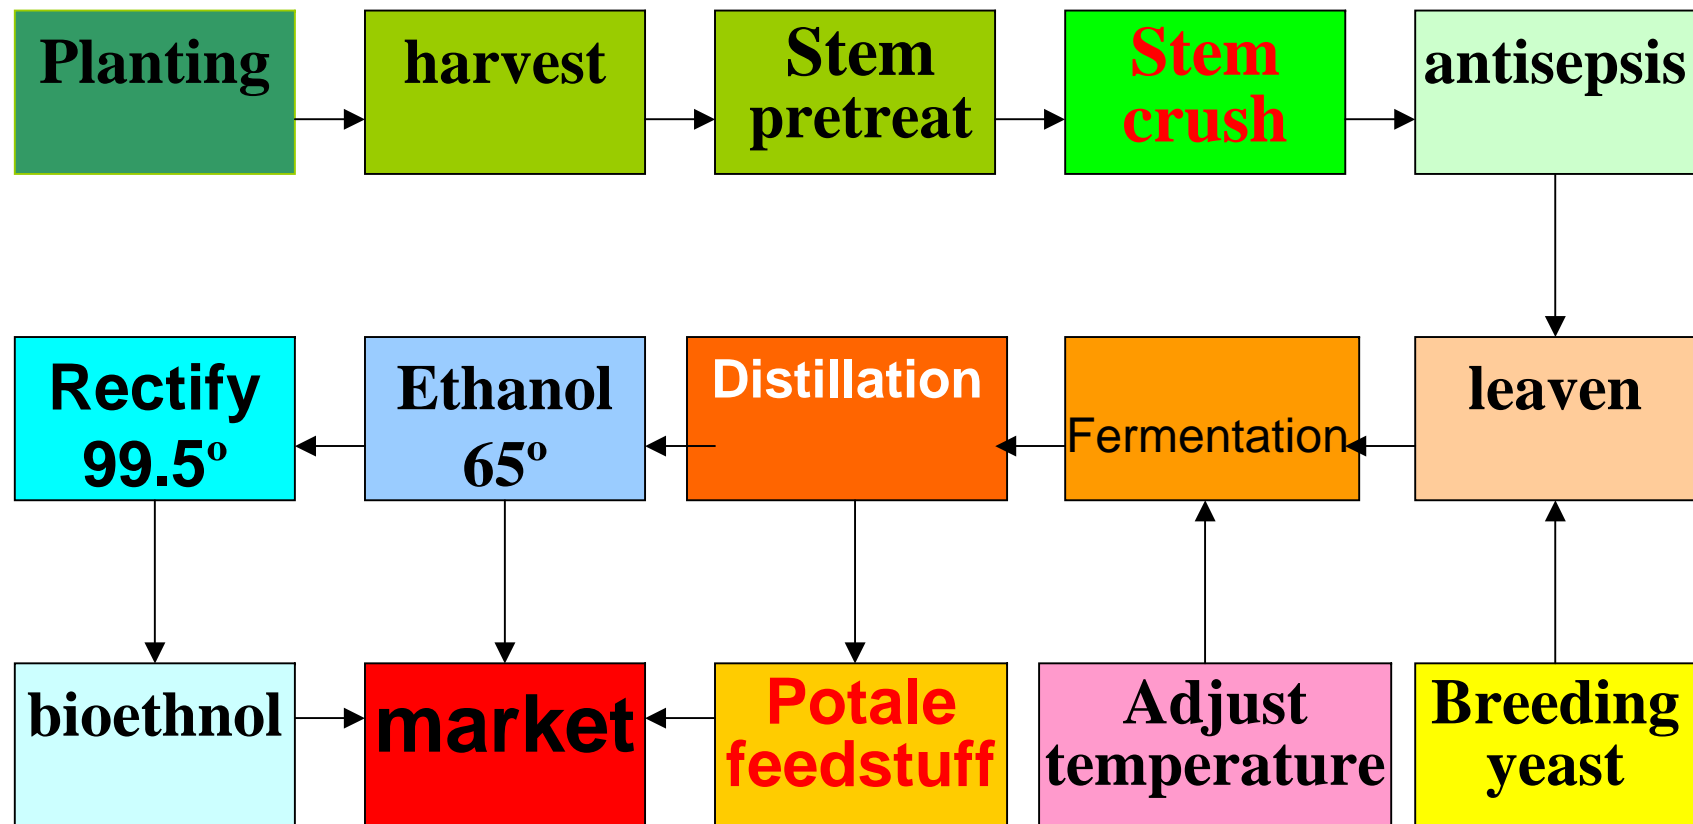 Planting
harvest
Stem
pretreat
Stem
crush
antisepsis
Rectify
99.5º
Ethanol
65º
Distillation
Fermentation
leaven
bioethnol
market
Potale
feedstuff
Adjust
temperature
Breeding
yeast